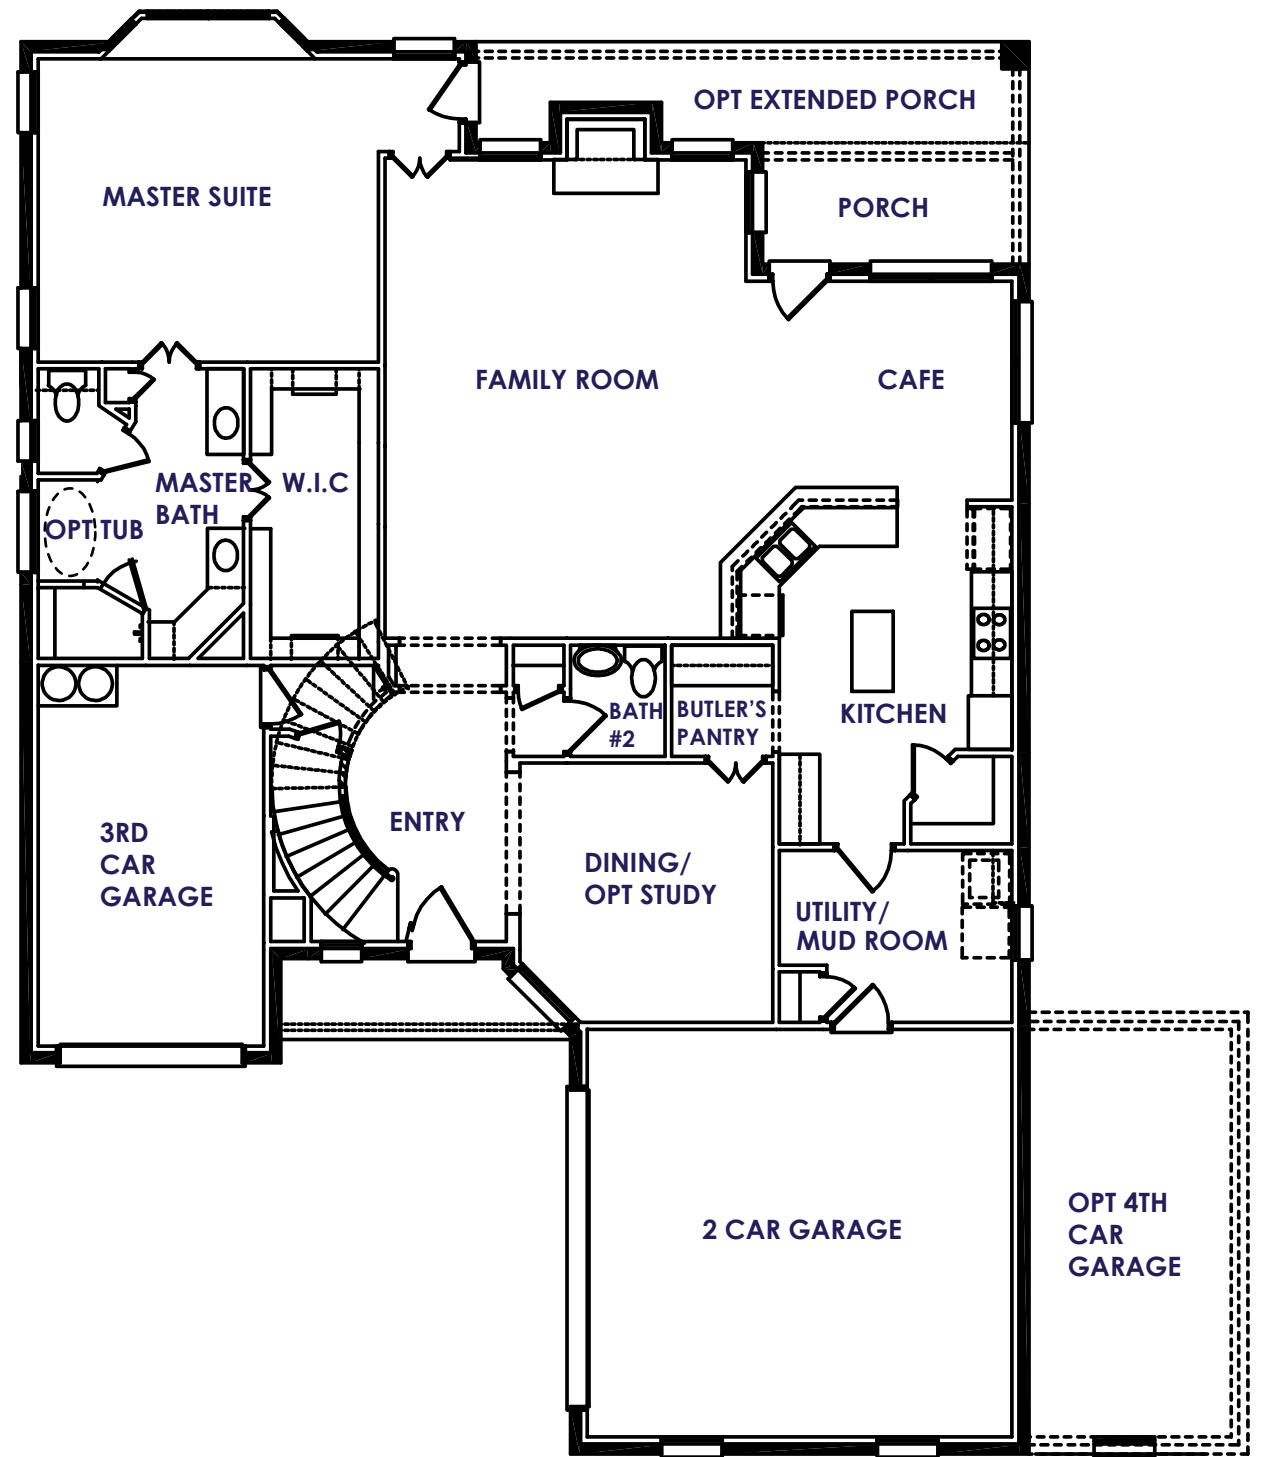 OPT EXTENDED PORCH
MASTER SUITE
PORCH
FAMILY ROOM
CAFE
MASTER
BATH
W.I.C
OPT TUB
BATH
#2
BUTLER’S
PANTRY
KITCHEN
ENTRY
3RD
CAR
GARAGE
DINING/
OPT STUDY
UTILITY/
MUD ROOM
2 CAR GARAGE
OPT 4TH
CAR
GARAGE